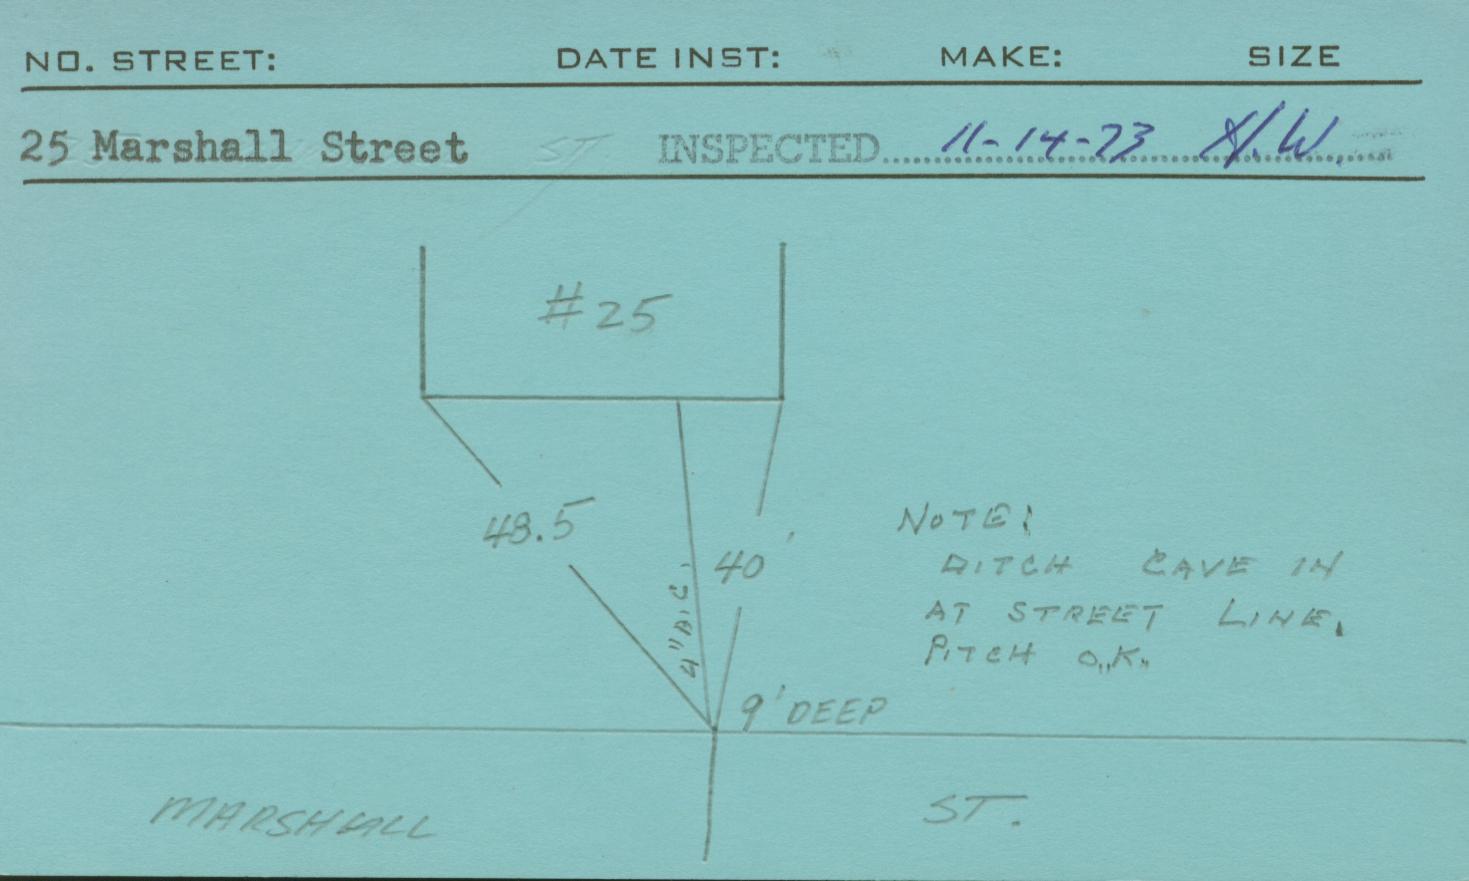 NO. STREET: DATE INST: MAKE: SIZE
25 Marshall Street ST INSPECTED 11-14-73 H.W.
#25
48.5
40'
4" A.C.
NOTE:
DITCH CAVE IN
AT STREET LINE.
PITCH O.K.
9' DEEP
MARSHALL ST.